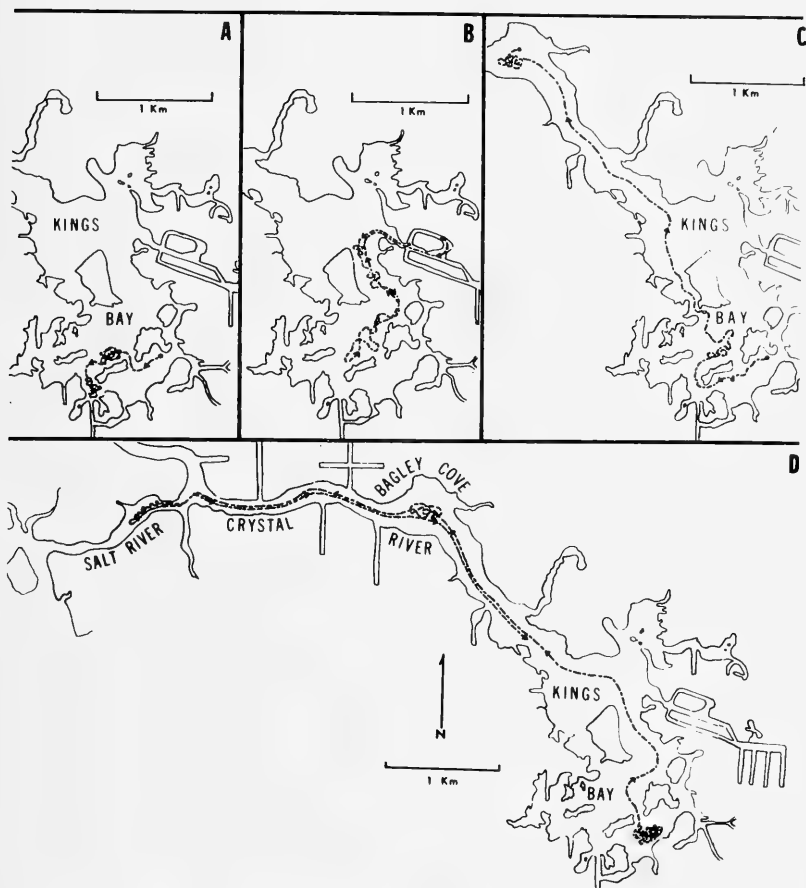 A
1 Km
KINGS
BAY
B
1 Km
C
1 Km
KINGS
BAY
D
BAGLEY COVE
SALT RIVER
CRYSTAL
RIVER
N
KINGS
1 Km
BAY